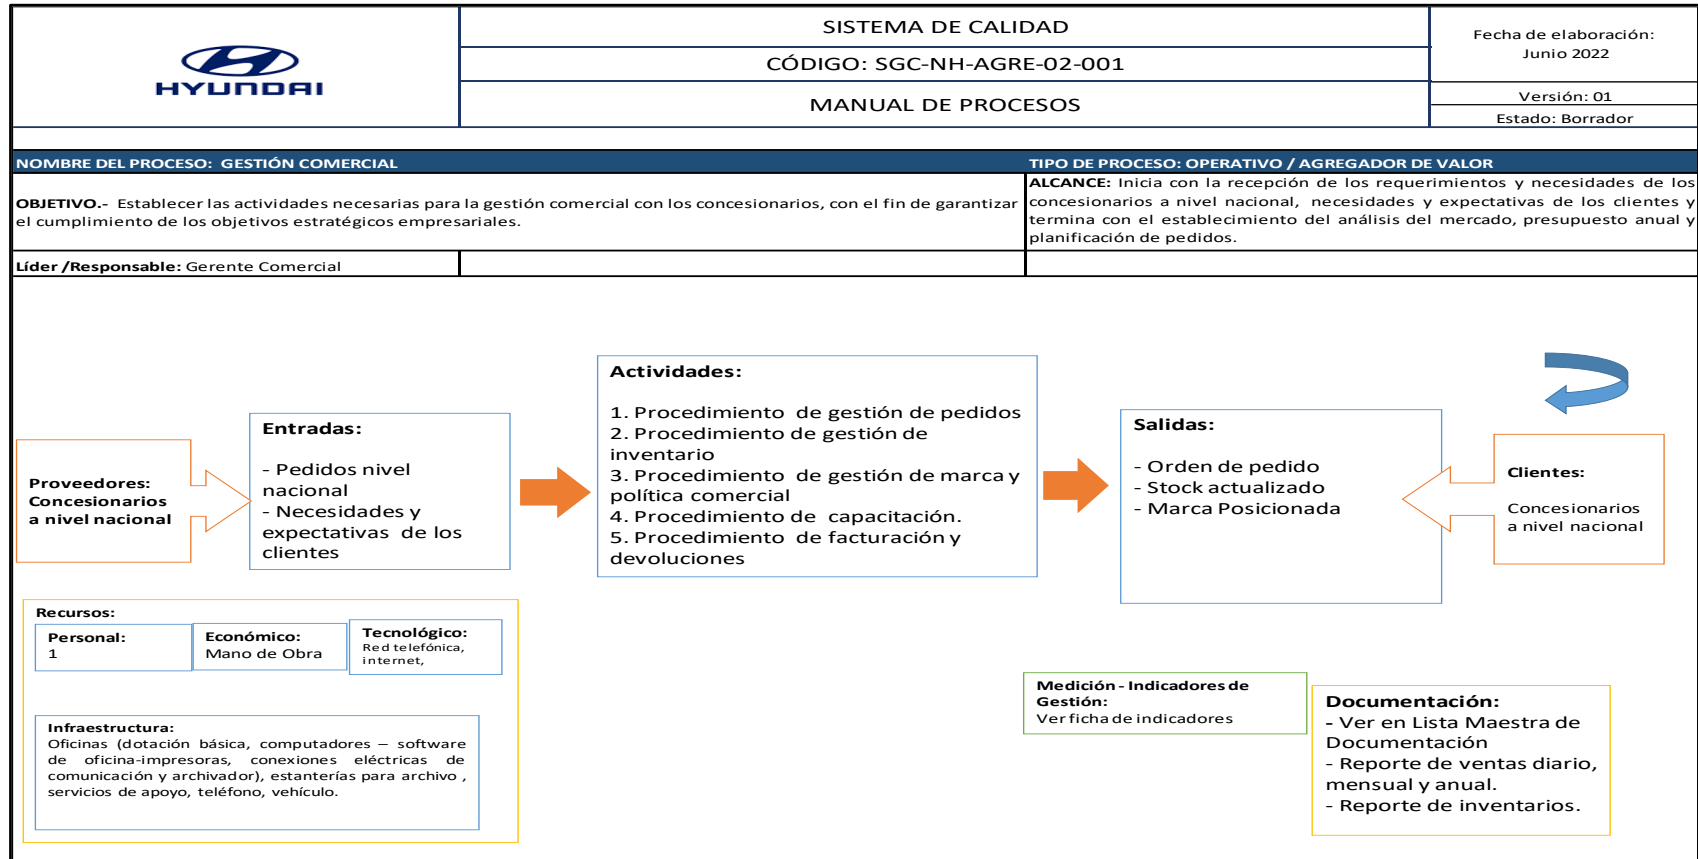 HYUNDAI
SISTEMA DE CALIDAD
CÓDIGO: SGC-NH-AGRE-02-001
MANUAL DE PROCESOS
Fecha de elaboración:
Junio 2022
Versión: 01
Estado: Borrador
NOMBRE DEL PROCESO: GESTIÓN COMERCIAL
TIPO DE PROCESO: OPERATIVO / AGREGADOR DE VALOR
OBJETIVO.- Establecer las actividades necesarias para la gestión comercial con los concesionarios, con el fin de garantizar
el cumplimiento de los objetivos estratégicos empresariales.
ALCANCE: Inicia con la recepción de los requerimientos y necesidades de los
concesionarios a nivel nacional, necesidades y expectativas de los clientes y
termina con el establecimiento del análisis del mercado, presupuesto anual y
planificación de pedidos.
Líder /Responsable: Gerente Comercial
Proveedores:
Concesionarios
a nivel nacional
Entradas:
- Pedidos nivel
nacional
- Necesidades y
expectativas de los
clientes
Actividades:
1. Procedimiento de gestión de pedidos
2. Procedimiento de gestión de
inventario
3. Procedimiento de gestión de marca y
política comercial
4. Procedimiento de capacitación.
5. Procedimiento de facturación y
devoluciones
Salidas:
- Orden de pedido
- Stock actualizado
- Marca Posicionada
Clientes:
Concesionarios
a nivel nacional
Recursos:
Personal:
1
Económico:
Mano de Obra
Tecnológico:
Red telefónica,
internet,
Infraestructura:
Oficinas (dotación básica, computadores – software
de oficina-impresoras, conexiones eléctricas de
comunicación y archivador), estanterías para archivo ,
servicios de apoyo, teléfono, vehículo.
Medición - Indicadores de
Gestión:
Ver ficha de indicadores
Documentación:
- Ver en Lista Maestra de
Documentación
- Reporte de ventas diario,
mensual y anual.
- Reporte de inventarios.